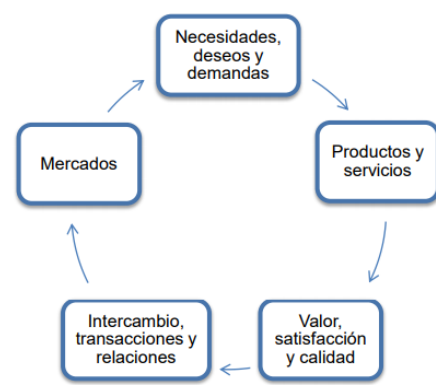 Necesidades,
deseos y
demandas
Productos y
servicios
Valor,
satisfacción
y calidad
Intercambio,
transacciones y
relaciones
Mercados